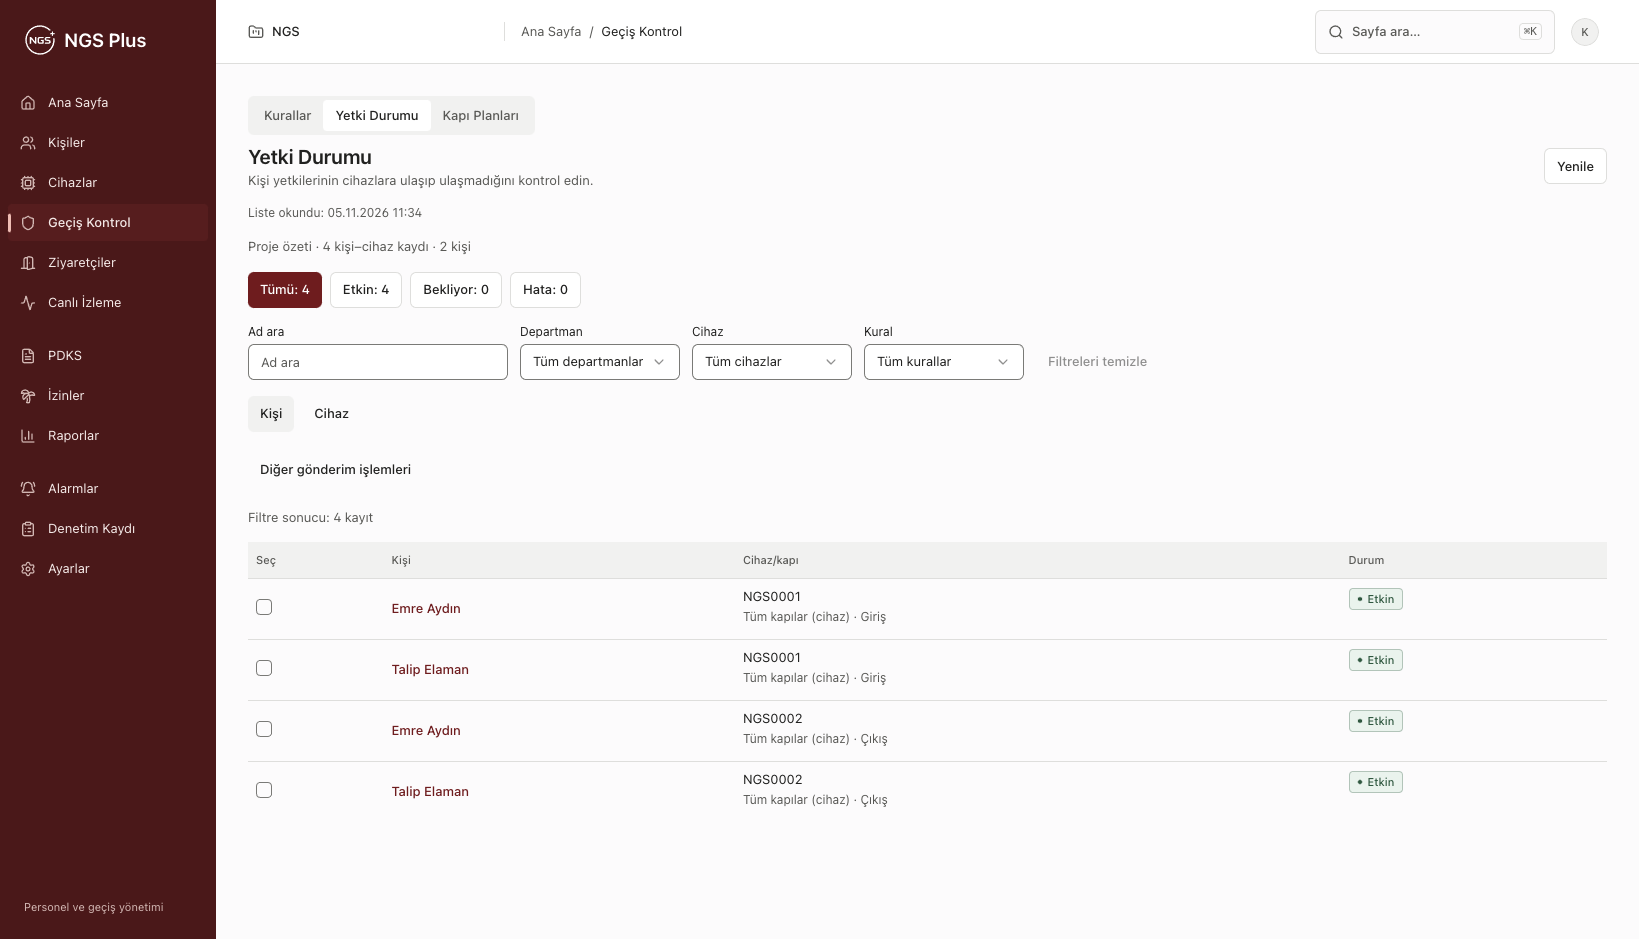 NGS NGS Plus
Ana Sayfa
Kişiler
Cihazlar
Geçiş Kontrol
Ziyaretçiler
Canlı İzleme
PDKS
İzinler
Raporlar
Alarmlar
Denetim Kaydı
Ayarlar
Personel ve geçiş yönetimi
NGS
Ana Sayfa / Geçiş Kontrol
Sayfa ara... ⌘K
K
Kurallar Yetki Durumu Kapı Planları
Yetki Durumu
Kişi yetkilerinin cihazlara ulaşıp ulaşmadığını kontrol edin.
Yenile
Liste okundu: 05.11.2026 11:34
Proje özeti · 4 kişi–cihaz kaydı · 2 kişi
Tümü: 4 Etkin: 4 Bekliyor: 0 Hata: 0
Ad ara Departman Cihaz Kural
Ad ara Tüm departmanlar Tüm cihazlar Tüm kurallar Filtreleri temizle
Kişi Cihaz
Diğer gönderim işlemleri
Filtre sonucu: 4 kayıt
Seç Kişi Cihaz/kapı Durum
Emre Aydın NGS0001 • Etkin
Tüm kapılar (cihaz) · Giriş
Talip Elaman NGS0001 • Etkin
Tüm kapılar (cihaz) · Giriş
Emre Aydın NGS0002 • Etkin
Tüm kapılar (cihaz) · Çıkış
Talip Elaman NGS0002 • Etkin
Tüm kapılar (cihaz) · Çıkış